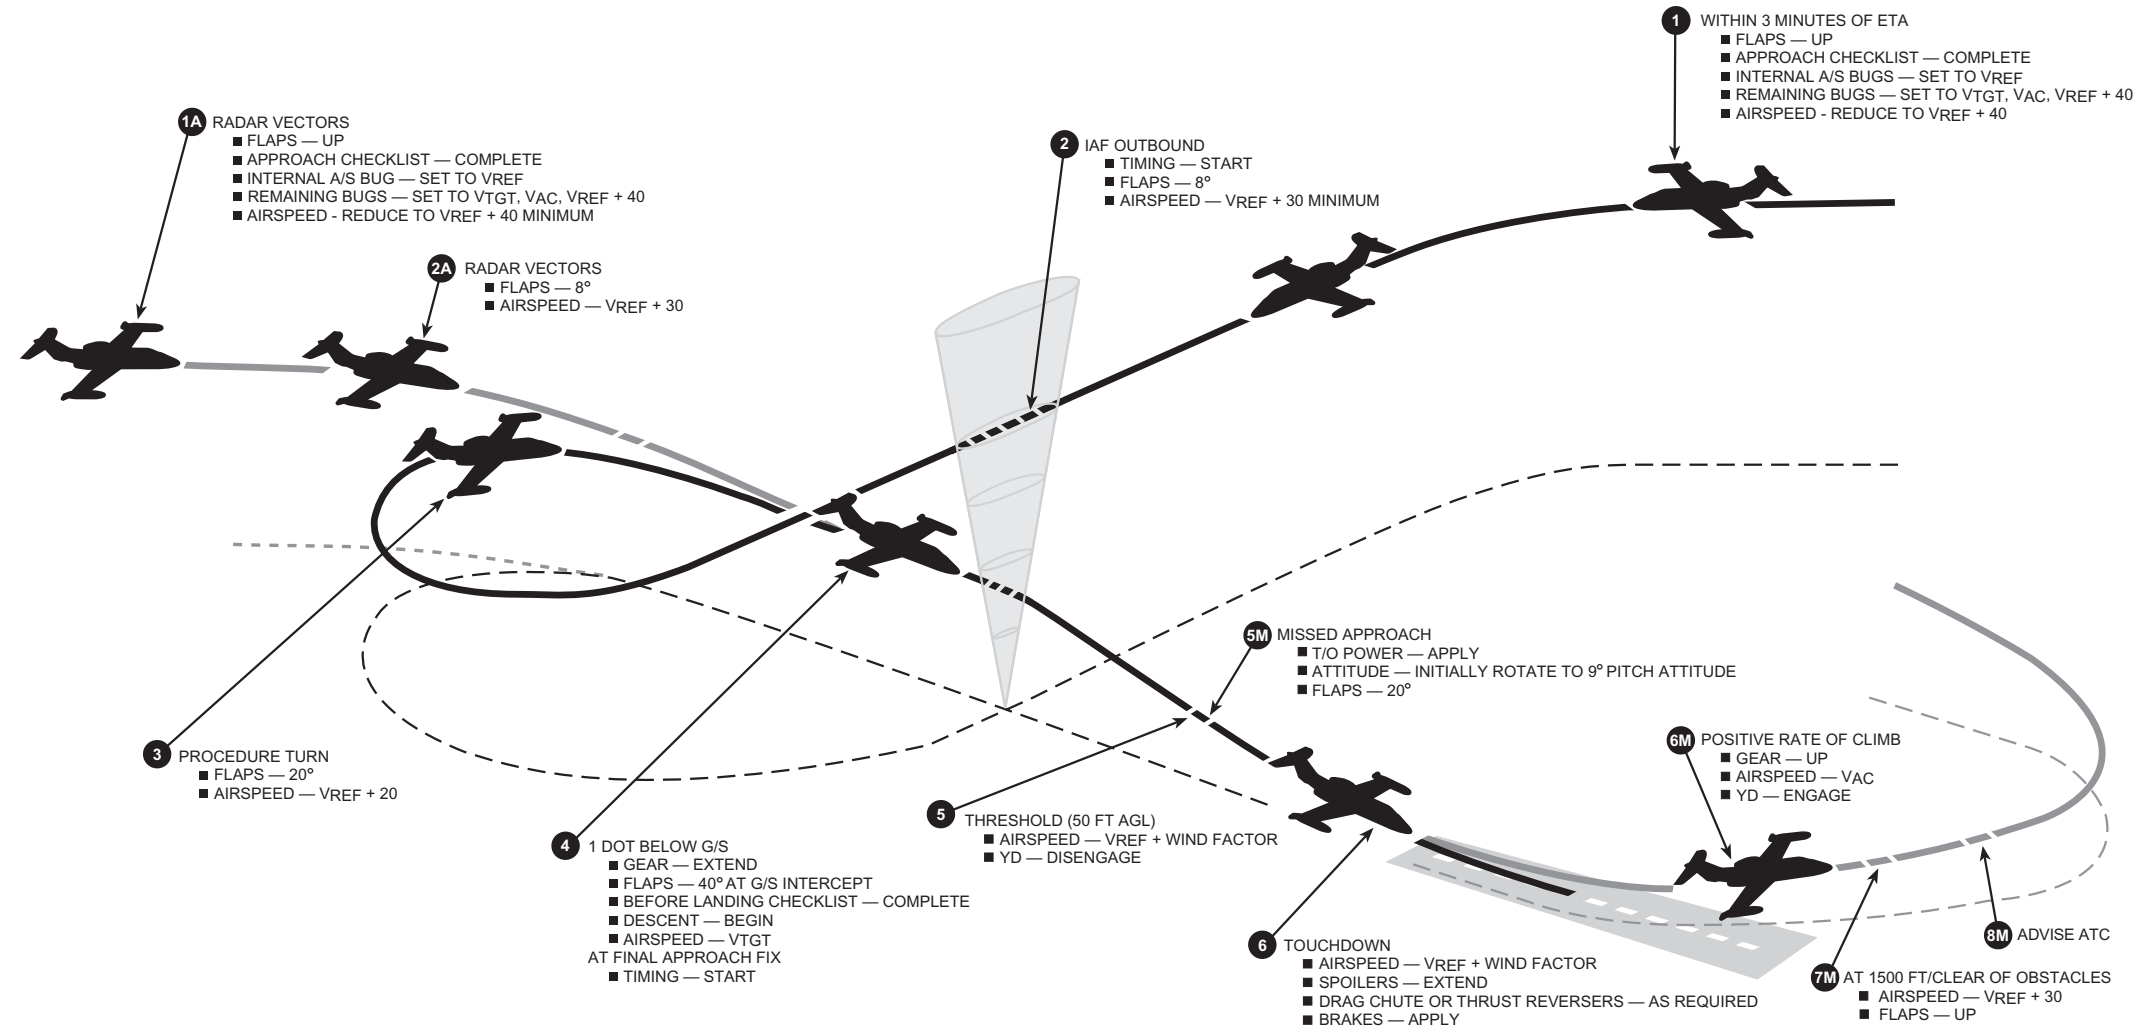 1 WITHIN 3 MINUTES OF ETA
■ FLAPS — UP
■ APPROACH CHECKLIST — COMPLETE
■ INTERNAL A/S BUGS — SET TO VREF
■ REMAINING BUGS — SET TO VTGT, VAC, VREF + 40
■ AIRSPEED - REDUCE TO VREF + 40
1A RADAR VECTORS
■ FLAPS — UP
■ APPROACH CHECKLIST — COMPLETE
■ INTERNAL A/S BUG — SET TO VREF
■ REMAINING BUGS — SET TO VTGT, VAC, VREF + 40
■ AIRSPEED - REDUCE TO VREF + 40 MINIMUM
2 IAF OUTBOUND
■ TIMING — START
■ FLAPS — 8°
■ AIRSPEED — VREF + 30 MINIMUM
2A RADAR VECTORS
■ FLAPS — 8°
■ AIRSPEED — VREF + 30
3 PROCEDURE TURN
■ FLAPS — 20°
■ AIRSPEED — VREF + 20
4 1 DOT BELOW G/S
■ GEAR — EXTEND
■ FLAPS — 40° AT G/S INTERCEPT
■ BEFORE LANDING CHECKLIST — COMPLETE
■ DESCENT — BEGIN
■ AIRSPEED — VTGT
AT FINAL APPROACH FIX
■ TIMING — START
5 THRESHOLD (50 FT AGL)
■ AIRSPEED — VREF + WIND FACTOR
■ YD — DISENGAGE
5M MISSED APPROACH
■ T/O POWER — APPLY
■ ATTITUDE — INITIALLY ROTATE TO 9° PITCH ATTITUDE
■ FLAPS — 20°
6 TOUCHDOWN
■ AIRSPEED — VREF + WIND FACTOR
■ SPOILERS — EXTEND
■ DRAG CHUTE OR THRUST REVERSERS — AS REQUIRED
■ BRAKES — APPLY
6M POSITIVE RATE OF CLIMB
■ GEAR — UP
■ AIRSPEED — VAC
■ YD — ENGAGE
8M ADVISE ATC
7M AT 1500 FT/CLEAR OF OBSTACLES
■ AIRSPEED — VREF + 30
■ FLAPS — UP